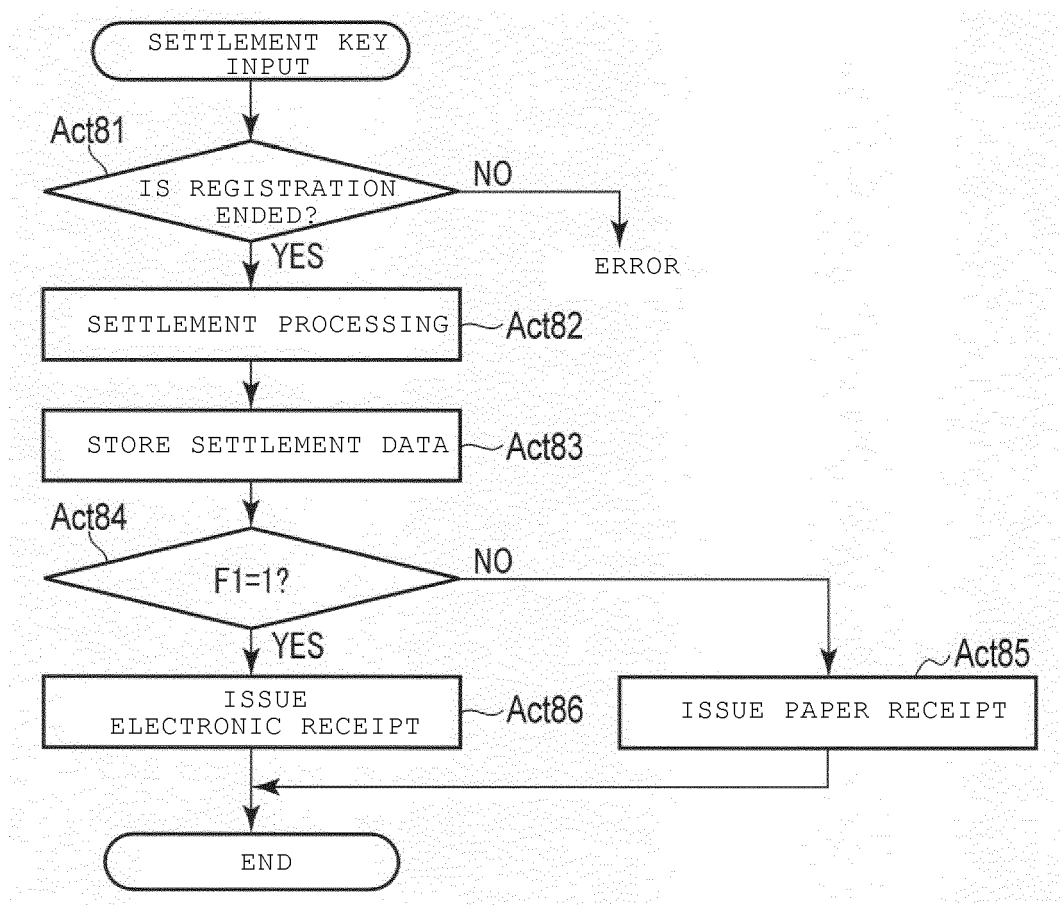 SETTLEMENT KEY
INPUT
Act81
IS REGISTRATION
ENDED?
NO
YES
ERROR
SETTLEMENT PROCESSING
Act82
STORE SETTLEMENT DATA
Act83
Act84
F1=1?
NO
YES
Act85
ISSUE
ELECTRONIC RECEIPT
Act86
ISSUE PAPER RECEIPT
END